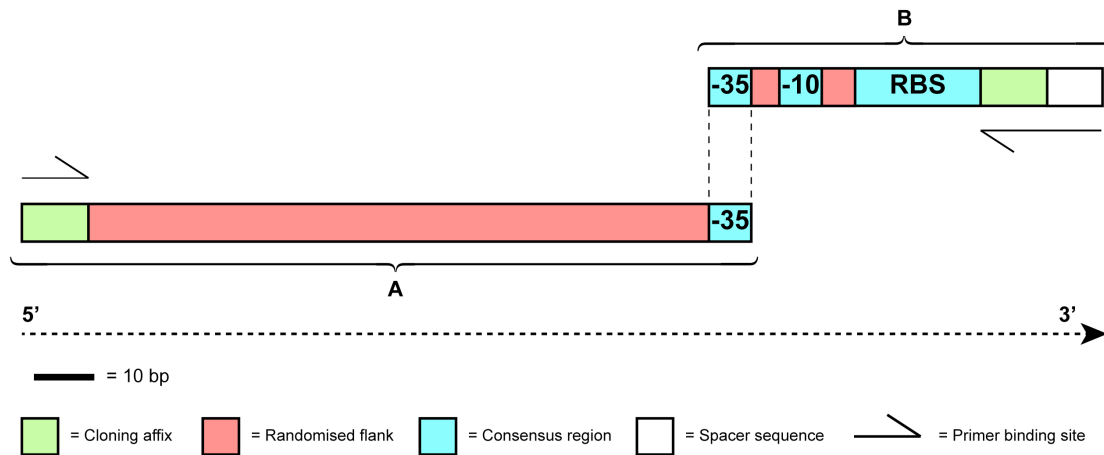 B
-35 -10 RBS
-35
A
5’ 3’
= 10 bp
= Cloning affix = Randomised flank = Consensus region = Spacer sequence = Primer binding site